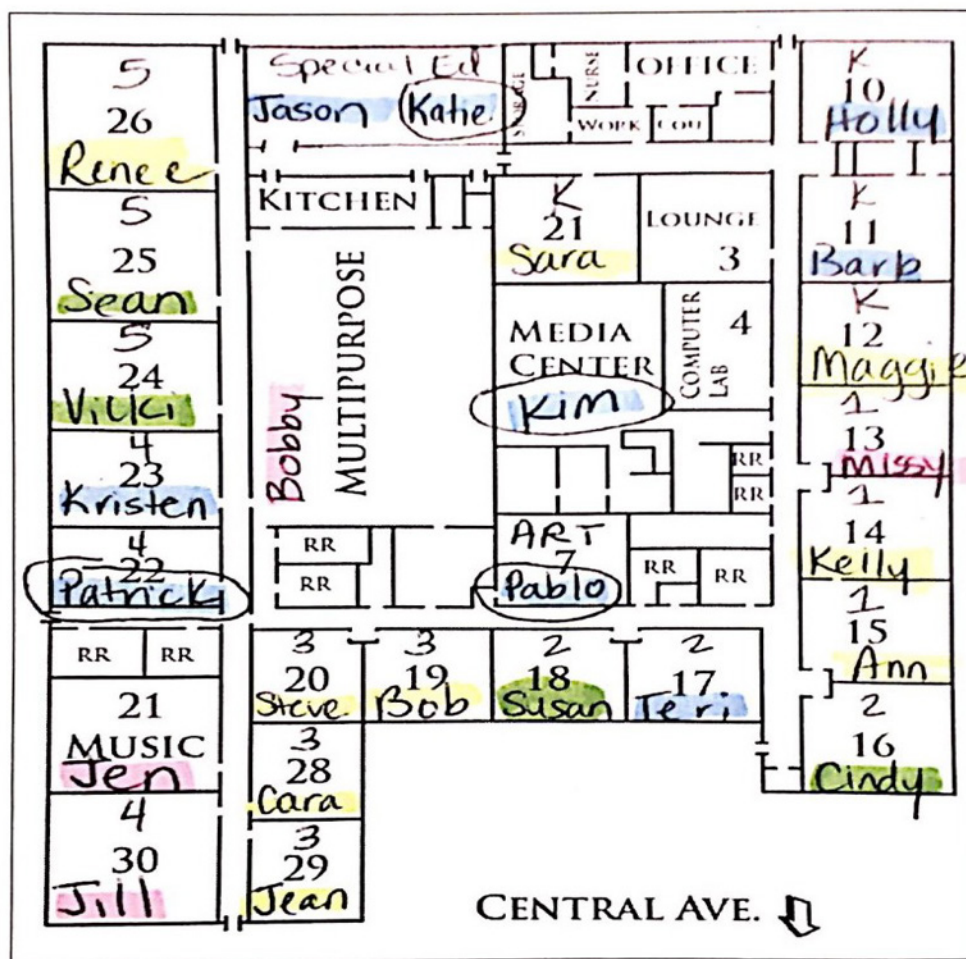 5
26
Renee
5
25
Sean
5
24
Vicki
4
23
Kristen
4
22
Patrick
RR
RR
21
MUSIC
Jen
4
30
Jill
Special Ed
Jason Katie
STORAGE
NURSE
OFFICE
WORK
COU
KITCHEN
MULTIPURPOSE
Bobby
RR
RR
K
21
Sara
LOUNGE
3
MEDIA
CENTER
Kim
COMPUTER
LAB
4
RR
RR
ART
7
Pablo
RR
RR
3
20
Steve
3
19
Bob
2
18
Susan
2
17
Teri
3
28
Cara
3
29
Jean
K
10
Holly
K
11
Barb
K
12
Maggie
1
13
Missy
1
14
Kelly
1
15
Ann
2
16
Cindy
CENTRAL AVE.